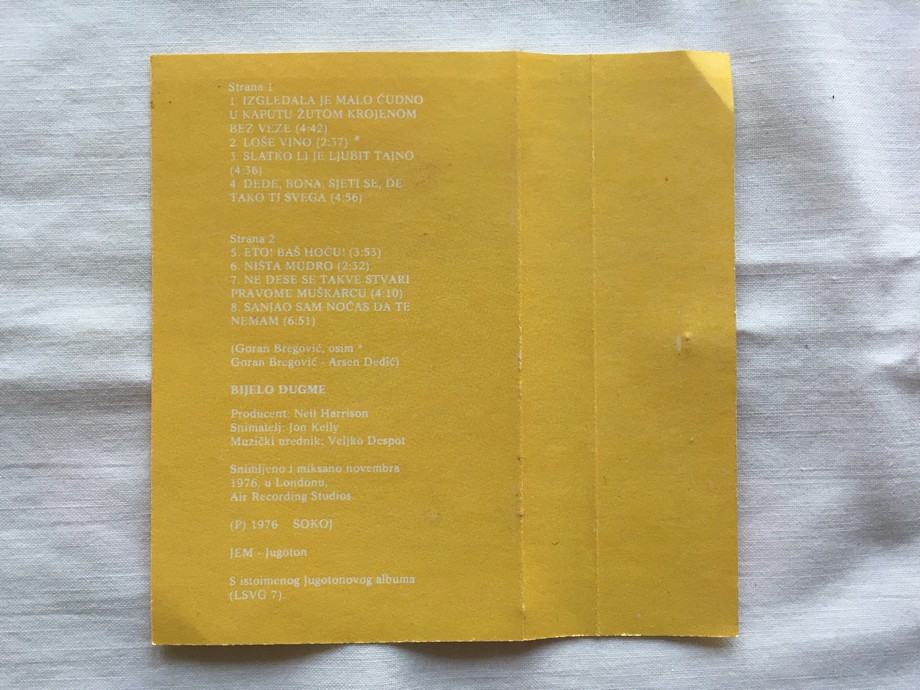 Strana 1
1. IZGLEDALA JE MALO ČUDNO
U KAPUTU ŽUTOM KROJENOM
BEZ VEZE (4:42)
2. LOŠE VINO (2:37) *
3. SLATKO LI JE LJUBIT TAJNO
(4:36)
4. DEDE, BONA, SJETI SE, DE
TAKO TI SVEGA (4:56)
Strana 2
5. ETO! BAŠ HOĆU! (3:53)
6. NIŠTA MUDRO (2:32)
7. NE DESE SE TAKVE STVARI
PRAVOME MUŠKARCU (4:10)
8. SANJAO SAM NOĆAS DA TE
NEMAM (6:51)
(Goran Bregović, osim *
Goran Bregović - Arsen Dedić)
BIJELO DUGME
Producent: Neil Harrison
Snimatelj: Jon Kelly
Muzički urednik: Veljko Despot
Snimljeno i miksano novembra
1976. u Londonu,
Air Recording Studios
(P) 1976 SOKOJ
JEM - Jugoton
S istoimenog Jugotonovog albuma
(LSVG 7)